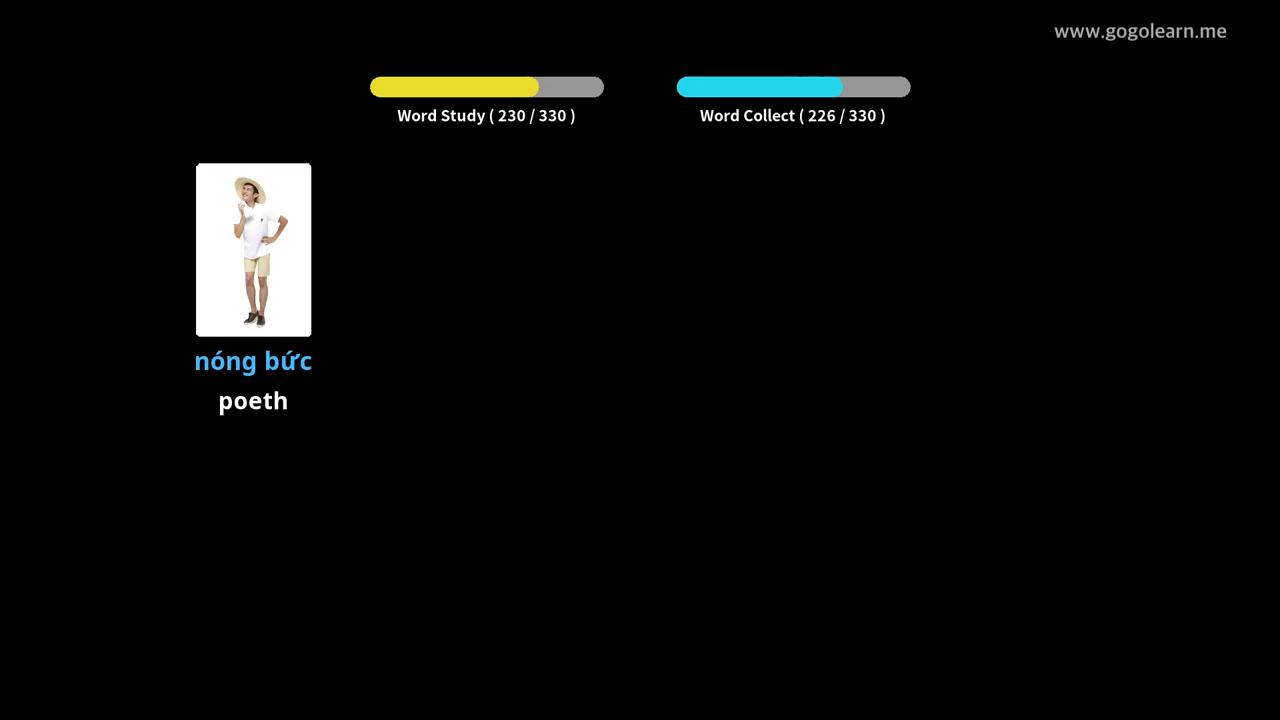 www.gogolearn.me
Word Study ( 230 / 330 )
Word Collect ( 226 / 330 )
nóng bức
poeth